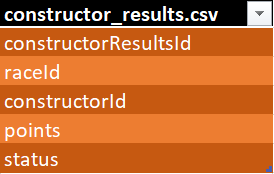 constructor_results.csv
constructorResultsId
raceId
constructorId
points
status